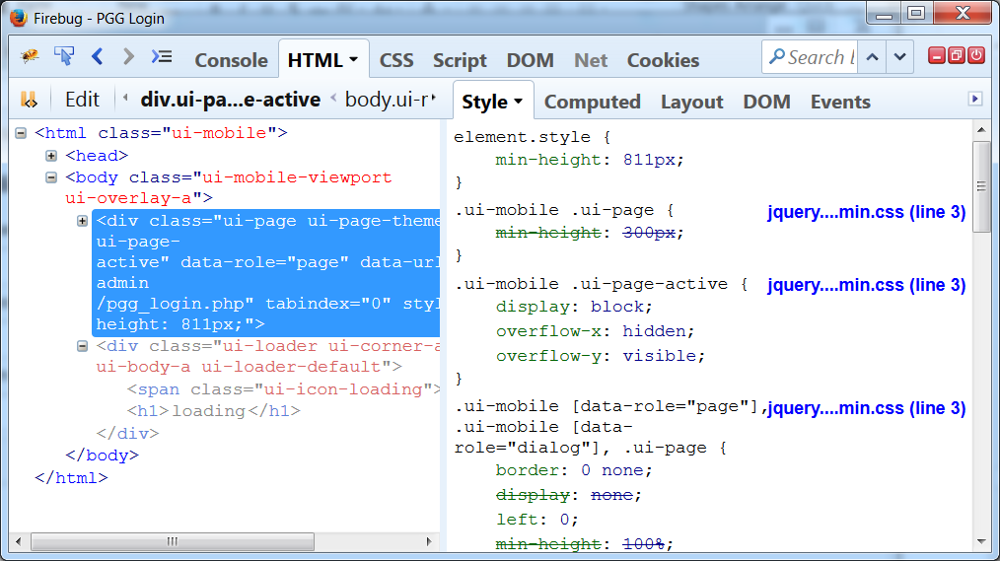 Firebug - PGG Login
Console HTML CSS Script DOM Net Cookies Search
Edit div.ui-pa...e-active body.ui-r
Style Computed Layout DOM Events
<html class="ui-mobile">
<head>
<body class="ui-mobile-viewport
ui-overlay-a">
<div class="ui-page ui-page-theme
ui-page-
active" data-role="page" data-url
admin
/pgg_login.php" tabindex="0" styl
height: 811px;">
<div class="ui-loader ui-corner-a
ui-body-a ui-loader-default">
<span class="ui-icon-loading">
<h1>loading</h1>
</div>
</body>
</html>
element.style {
min-height: 811px;
}
.ui-mobile .ui-page { jquery....min.css (line 3)
min-height: 300px;
}
.ui-mobile .ui-page-active { jquery....min.css (line 3)
display: block;
overflow-x: hidden;
overflow-y: visible;
}
.ui-mobile [data-role="page"], jquery....min.css (line 3)
.ui-mobile [data-
role="dialog"], .ui-page {
border: 0 none;
display: none;
left: 0;
min-height: 100%;